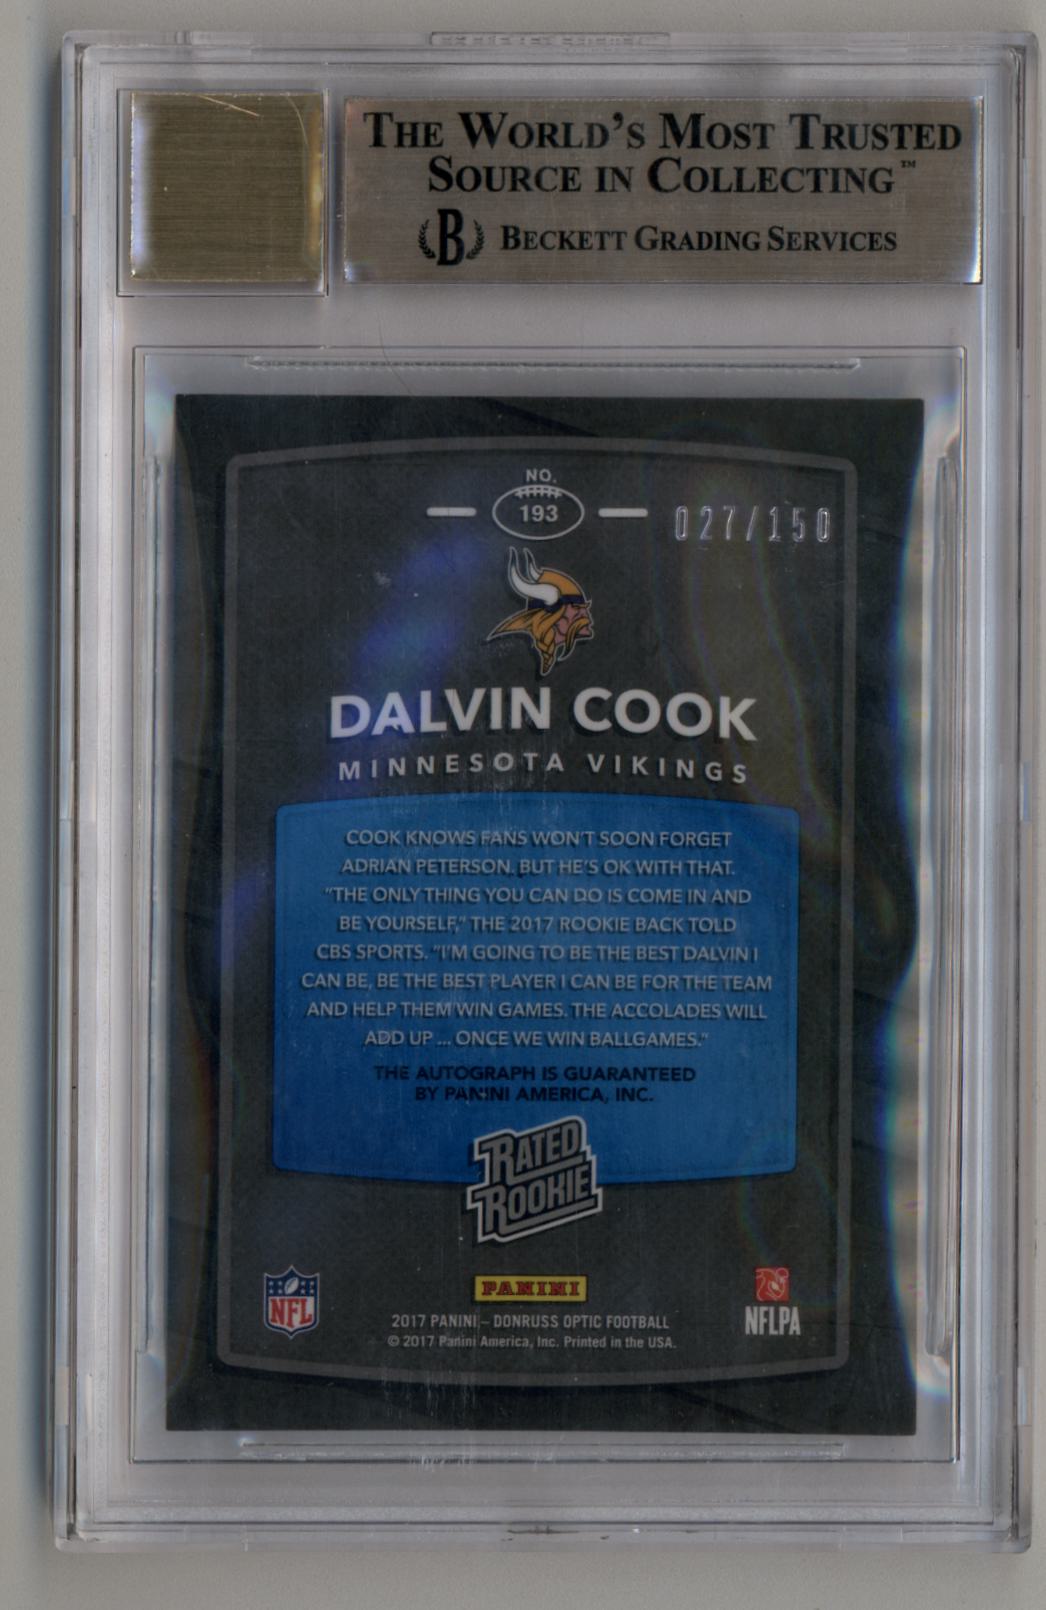 THE WORLD'S MOST TRUSTED
SOURCE IN COLLECTING™
B BECKETT GRADING SERVICES
NO.
193
027/150
DALVIN COOK
MINNESOTA VIKINGS
COOK KNOWS FANS WON'T SOON FORGET
ADRIAN PETERSON. BUT HE'S OK WITH THAT.
"THE ONLY THING YOU CAN DO IS COME IN AND
BE YOURSELF," THE 2017 ROOKIE BACK TOLD
CBS SPORTS. "I'M GOING TO BE THE BEST DALVIN I
CAN BE, BE THE BEST PLAYER I CAN BE FOR THE TEAM
AND HELP THEM WIN GAMES. THE ACCOLADES WILL
ADD UP ... ONCE WE WIN BALLGAMES."
THE AUTOGRAPH IS GUARANTEED
BY PANINI AMERICA, INC.
RATED
ROOKIE
NFL
PANINI
NFLPA
2017 PANINI – DONRUSS OPTIC FOOTBALL
© 2017 Panini America, Inc. Printed in the USA.